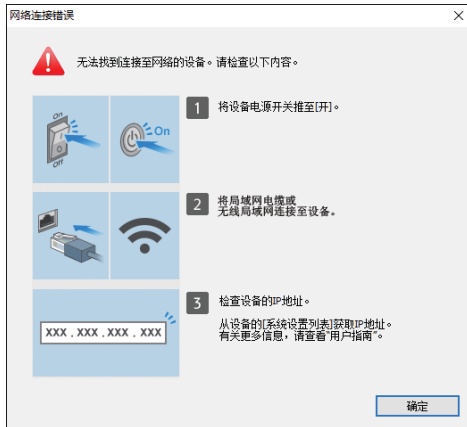 网络连接错误
无法找到连接至网络的设备。请检查以下内容。
On
Off
On
1
将设备电源开关推至[开]。
2
将局域网电缆或
无线局域网连接至设备。
3
检查设备的IP地址。
XXX . XXX . XXX . XXX
从设备的[系统设置列表]获取IP地址。
有关更多信息，请查看“用户指南”。
确定